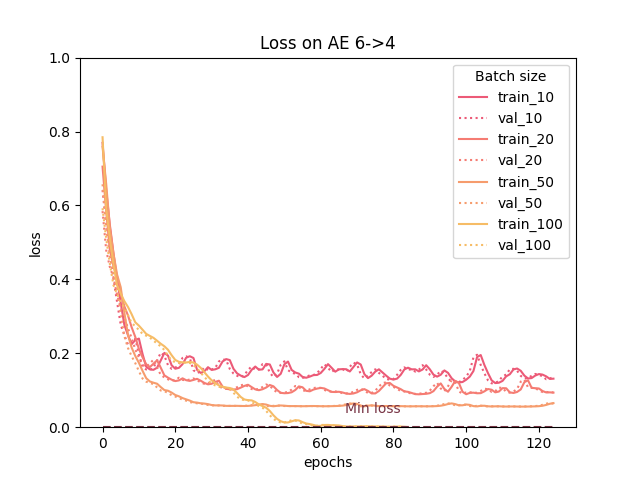 Loss on AE 6->4
1.0
0.8
0.6
0.4
0.2
0.0
loss
Batch size
train_10
val_10
train_20
val_20
train_50
val_50
train_100
val_100
Min loss
0
20
40
60
80
100
120
epochs